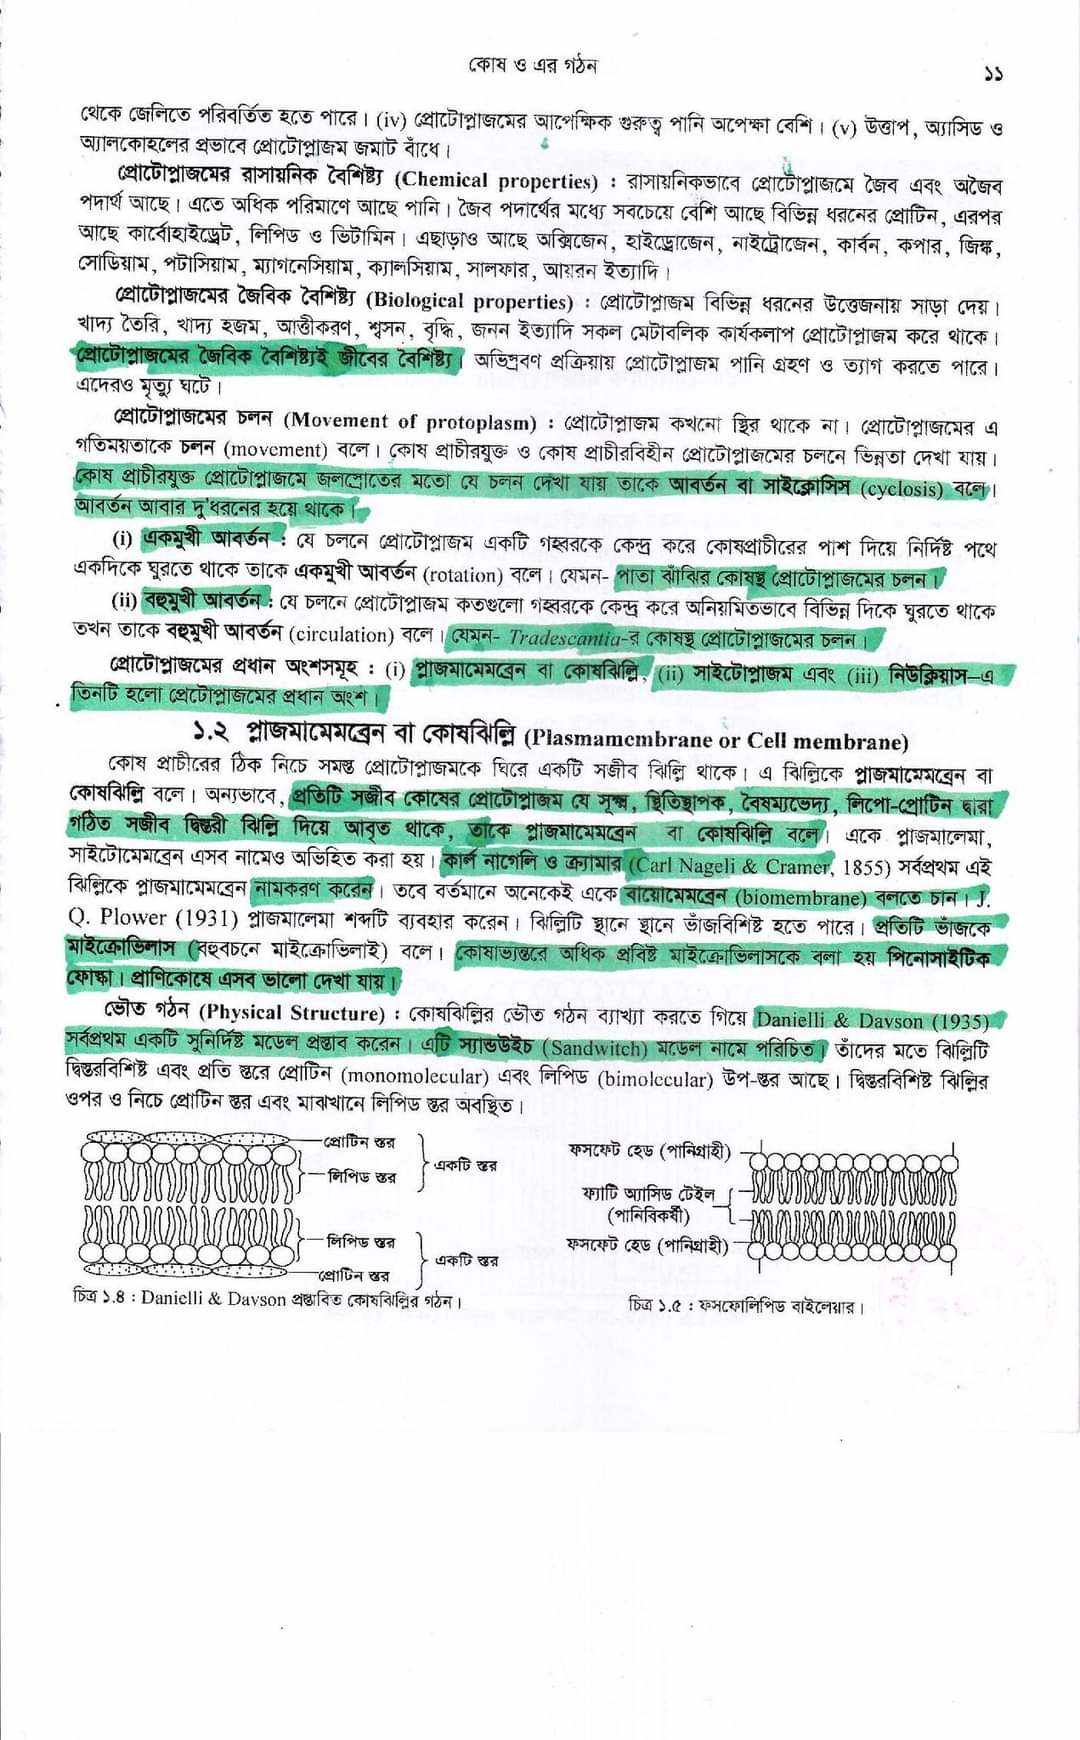 কোষ ও এর গঠন
১১
থেকে জেলিতে পরিবর্তিত হতে পারে। (iv) প্রোটোপ্লাজমের আপেক্ষিক গুরুত্ব পানি অপেক্ষা বেশি। (v) উত্তাপ, অ্যাসিড ও
অ্যালকোহলের প্রভাবে প্রোটোপ্লাজম জমাট বাঁধে।
প্রোটোপ্লাজমের রাসায়নিক বৈশিষ্ট্য (Chemical properties) : রাসায়নিকভাবে প্রোটোপ্লাজমে জৈব এবং অজৈব
পদার্থ আছে। এতে অধিক পরিমাণে আছে পানি। জৈব পদার্থের মধ্যে সবচেয়ে বেশি আছে বিভিন্ন ধরনের প্রোটিন, এরপর
আছে কার্বোহাইড্রেট, লিপিড ও ভিটামিন। এছাড়াও আছে অক্সিজেন, হাইড্রোজেন, নাইট্রোজেন, কার্বন, কপার, জিঙ্ক,
সোডিয়াম, পটাসিয়াম, ম্যাগনেসিয়াম, ক্যালসিয়াম, সালফার, আয়রন ইত্যাদি।
প্রোটোপ্লাজমের জৈবিক বৈশিষ্ট্য (Biological properties) : প্রোটোপ্লাজম বিভিন্ন ধরনের উত্তেজনায় সাড়া দেয়।
খাদ্য তৈরি, খাদ্য হজম, আত্তীকরণ, শ্বসন, বৃদ্ধি, জনন ইত্যাদি সকল মেটাবলিক কার্যকলাপ প্রোটোপ্লাজম করে থাকে।
প্রোটোপ্লাজমের জৈবিক বৈশিষ্ট্যই জীবের বৈশিষ্ট্য। অভিস্রবণ প্রক্রিয়ায় প্রোটোপ্লাজম পানি গ্রহণ ও ত্যাগ করতে পারে।
এদেরও মৃত্যু ঘটে।
প্রোটোপ্লাজমের চলন (Movement of protoplasm) : প্রোটোপ্লাজম কখনো স্থির থাকে না। প্রোটোপ্লাজমের এ
গতিময়তাকে চলন (movement) বলে। কোষ প্রাচীরযুক্ত ও কোষ প্রাচীরবিহীন প্রোটোপ্লাজমের চলনে ভিন্নতা দেখা যায়।
কোষ প্রাচীরযুক্ত প্রোটোপ্লাজমে জলস্রোতের মতো যে চলন দেখা যায় তাকে আবর্তন বা সাইক্লোসিস (cyclosis) বলে।
আবর্তন আবার দু'ধরনের হয়ে থাকে।
(i) একমুখী আবর্তন : যে চলনে প্রোটোপ্লাজম একটি গহ্বরকে কেন্দ্র করে কোষপ্রাচীরের পাশ দিয়ে নির্দিষ্ট পথে
একদিকে ঘুরতে থাকে তাকে একমুখী আবর্তন (rotation) বলে। যেমন- পাতা ঝাঁঝির কোষস্থ প্রোটোপ্লাজমের চলন।
(ii) বহুমুখী আবর্তন : যে চলনে প্রোটোপ্লাজম কতগুলো গহ্বরকে কেন্দ্র করে অনিয়মিতভাবে বিভিন্ন দিকে ঘুরতে থাকে
তখন তাকে বহুমুখী আবর্তন (circulation) বলে। যেমন- Tradescantia-র কোষস্থ প্রোটোপ্লাজমের চলন।
প্রোটোপ্লাজমের প্রধান অংশসমূহ : (i) প্লাজমামেমব্রেন বা কোষঝিল্লি, (ii) সাইটোপ্লাজম এবং (iii) নিউক্লিয়াস–এ
তিনটি হলো প্রেটোপ্লাজমের প্রধান অংশ।
১.২ প্লাজমামেমব্রেন বা কোষঝিল্লি (Plasmamembrane or Cell membrane)
কোষ প্রাচীরের ঠিক নিচে সমস্ত প্রোটোপ্লাজমকে ঘিরে একটি সজীব ঝিল্লি থাকে। এ ঝিল্লিকে প্লাজমামেমব্রেন বা
কোষঝিল্লি বলে। অন্যভাবে, প্রতিটি সজীব কোষের প্রোটোপ্লাজম যে সূক্ষ্ম, স্থিতিস্থাপক, বৈষম্যভেদ্য, লিপো-প্রোটিন দ্বারা
গঠিত সজীব দ্বিস্তরী ঝিল্লি দিয়ে আবৃত থাকে, তাকে প্লাজমামেমব্রেন বা কোষঝিল্লি বলে। একে প্লাজমালেমা,
সাইটোমেমব্রেন এসব নামেও অভিহিত করা হয়। কার্ল নাগেলি ও ক্র্যামার (Carl Nageli & Cramer, 1855) সর্বপ্রথম এই
ঝিল্লিকে প্লাজমামেমব্রেন নামকরণ করেন। তবে বর্তমানে অনেকেই একে বায়োমেমব্রেন (biomembrane) বলতে চান। J.
Q. Plower (1931) প্লাজমালেমা শব্দটি ব্যবহার করেন। ঝিল্লিটি স্থানে স্থানে ভাঁজবিশিষ্ট হতে পারে। প্রতিটি ভাঁজকে
মাইক্রোভিলাস (বহুবচনে মাইক্রোভিলাই) বলে। কোষাভ্যন্তরে অধিক প্রবিষ্ট মাইক্রোভিলাসকে বলা হয় পিনোসাইটিক
ফোস্কা। প্রাণিকোষে এসব ভালো দেখা যায়।
ভৌত গঠন (Physical Structure) : কোষঝিল্লির ভৌত গঠন ব্যাখ্যা করতে গিয়ে Danielli & Davson (1935)
সর্বপ্রথম একটি সুনির্দিষ্ট মডেল প্রস্তাব করেন। এটি স্যান্ডউইচ (Sandwitch) মডেল নামে পরিচিত। তাঁদের মতে ঝিল্লিটি
দ্বিস্তরবিশিষ্ট এবং প্রতি স্তরে প্রোটিন (monomolecular) এবং লিপিড (bimolecular) উপ-স্তর আছে। দ্বিস্তরবিশিষ্ট ঝিল্লির
ওপর ও নিচে প্রোটিন স্তর এবং মাঝখানে লিপিড স্তর অবস্থিত।
প্রোটিন স্তর
একটি স্তর
লিপিড স্তর
লিপিড স্তর
একটি স্তর
প্রোটিন স্তর
চিত্র ১.৪ : Danielli & Davson প্রস্তাবিত কোষঝিল্লির গঠন।
ফসফেট হেড (পানিগ্রাহী)
ফ্যাটি অ্যাসিড টেইল
(পানিবিকর্ষী)
ফসফেট হেড (পানিগ্রাহী)
চিত্র ১.৫ : ফসফোলিপিড বাইলেয়ার।